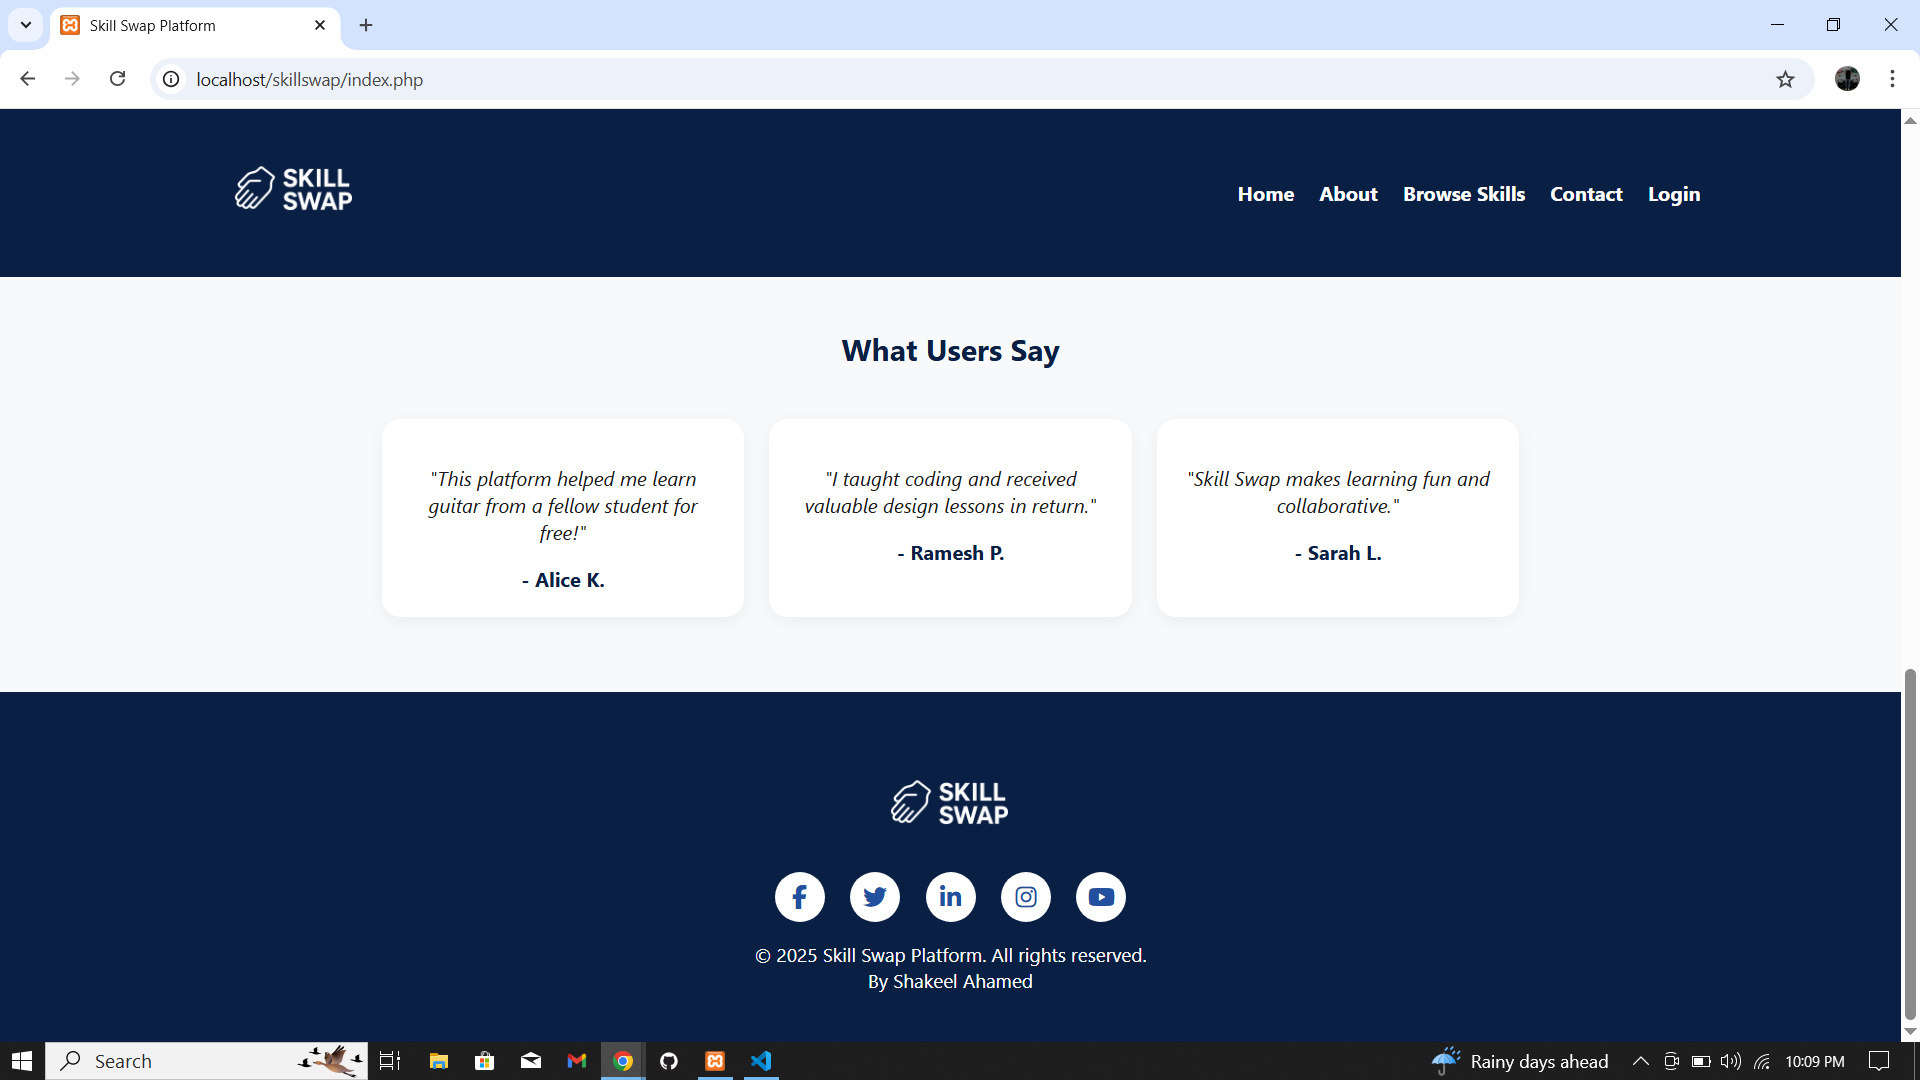 Skill Swap Platform
localhost/skillswap/index.php
SKILL
SWAP
Home About Browse Skills Contact Login
What Users Say
"This platform helped me learn
guitar from a fellow student for
free!"
- Alice K.
"I taught coding and received
valuable design lessons in return."
- Ramesh P.
"Skill Swap makes learning fun and
collaborative."
- Sarah L.
SKILL
SWAP
© 2025 Skill Swap Platform. All rights reserved.
By Shakeel Ahamed
Search
Rainy days ahead
10:09 PM